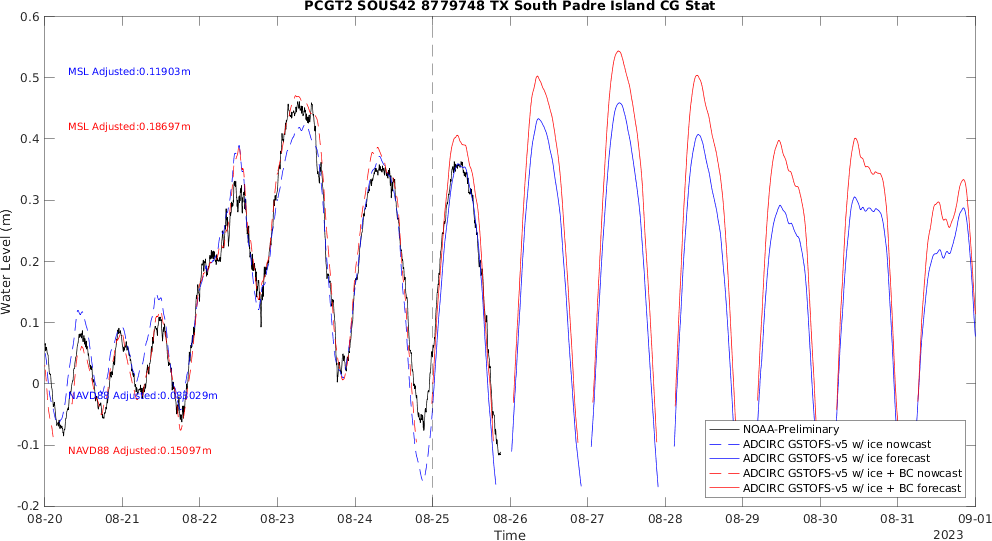 PCGT2 SOUS42 8779748 TX South Padre Island CG Stat
0.6
0.5
0.4
0.3
0.2
0.1
0
-0.1
-0.2
Water Level (m)
MSL Adjusted:0.11903m
MSL Adjusted:0.18697m
NAVD88 Adjusted:0.083029m
NAVD88 Adjusted:0.15097m
NOAA-Preliminary
ADCIRC GSTOFS-v5 w/ ice nowcast
ADCIRC GSTOFS-v5 w/ ice forecast
ADCIRC GSTOFS-v5 w/ ice + BC nowcast
ADCIRC GSTOFS-v5 w/ ice + BC forecast
08-20 08-21 08-22 08-23 08-24 08-25 08-26 08-27 08-28 08-29 08-30 08-31 09-01
Time
2023